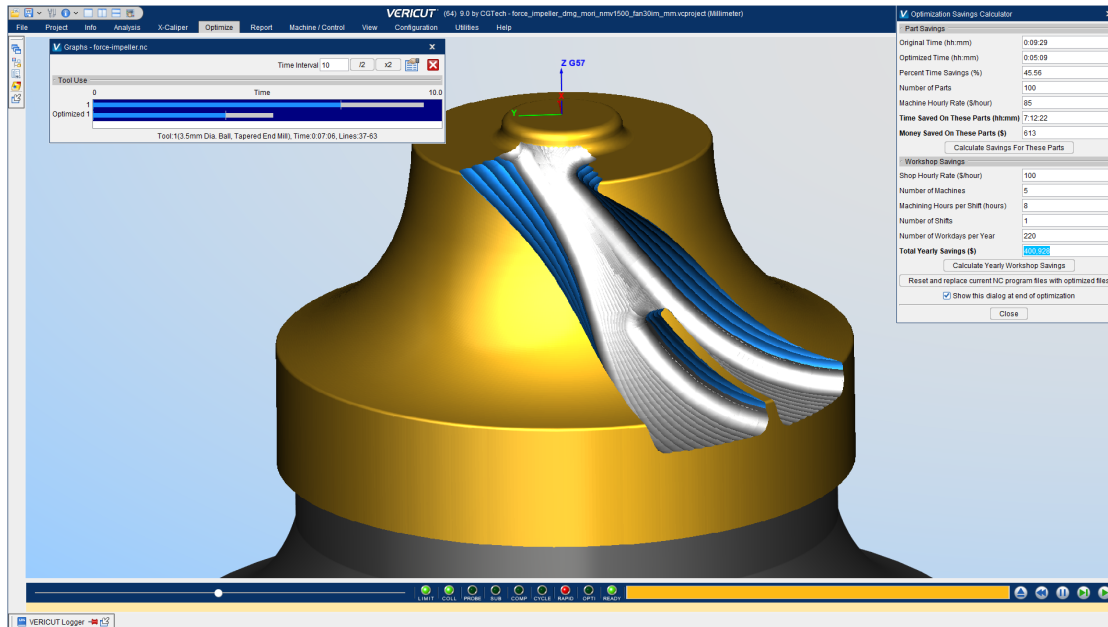 VERICUT (64) 9.0 by CGTech - force_impeller_dmg_mori_nmv1500_fan30im_mm.vcproject (Millimeter)
File Project Info Analysis X-Caliper Optimize Report Machine / Control View Configuration Utilities Help
Graphs - force-impeller.nc x
Time Interval 10 /2 x2
Tool Use
0 Time 10.0
1
Optimized 1
Tool:1(3.5mm Dia. Ball, Tapered End Mill), Time:0:07:06, Lines:37-63
Z G57
Y
Optimization Savings Calculator
Part Savings
Original Time (hh:mm) 0:09:29
Optimized Time (hh:mm) 0:05:09
Percent Time Savings (%) 45.56
Number of Parts 100
Machine Hourly Rate ($/hour) 85
Time Saved On These Parts (hh:mm) 7:12:22
Money Saved On These Parts ($) 613
Calculate Savings For These Parts
Workshop Savings
Shop Hourly Rate ($/hour) 100
Number of Machines 5
Machining Hours per Shift (hours) 8
Number of Shifts 1
Number of Workdays per Year 220
Total Yearly Savings ($) 400,928
Calculate Yearly Workshop Savings
Reset and replace current NC program files with optimized files
Show this dialog at end of optimization
Close
LIMIT COLL PROBE SUB COMP CYCLE RAPID OPTI READY
VERICUT Logger